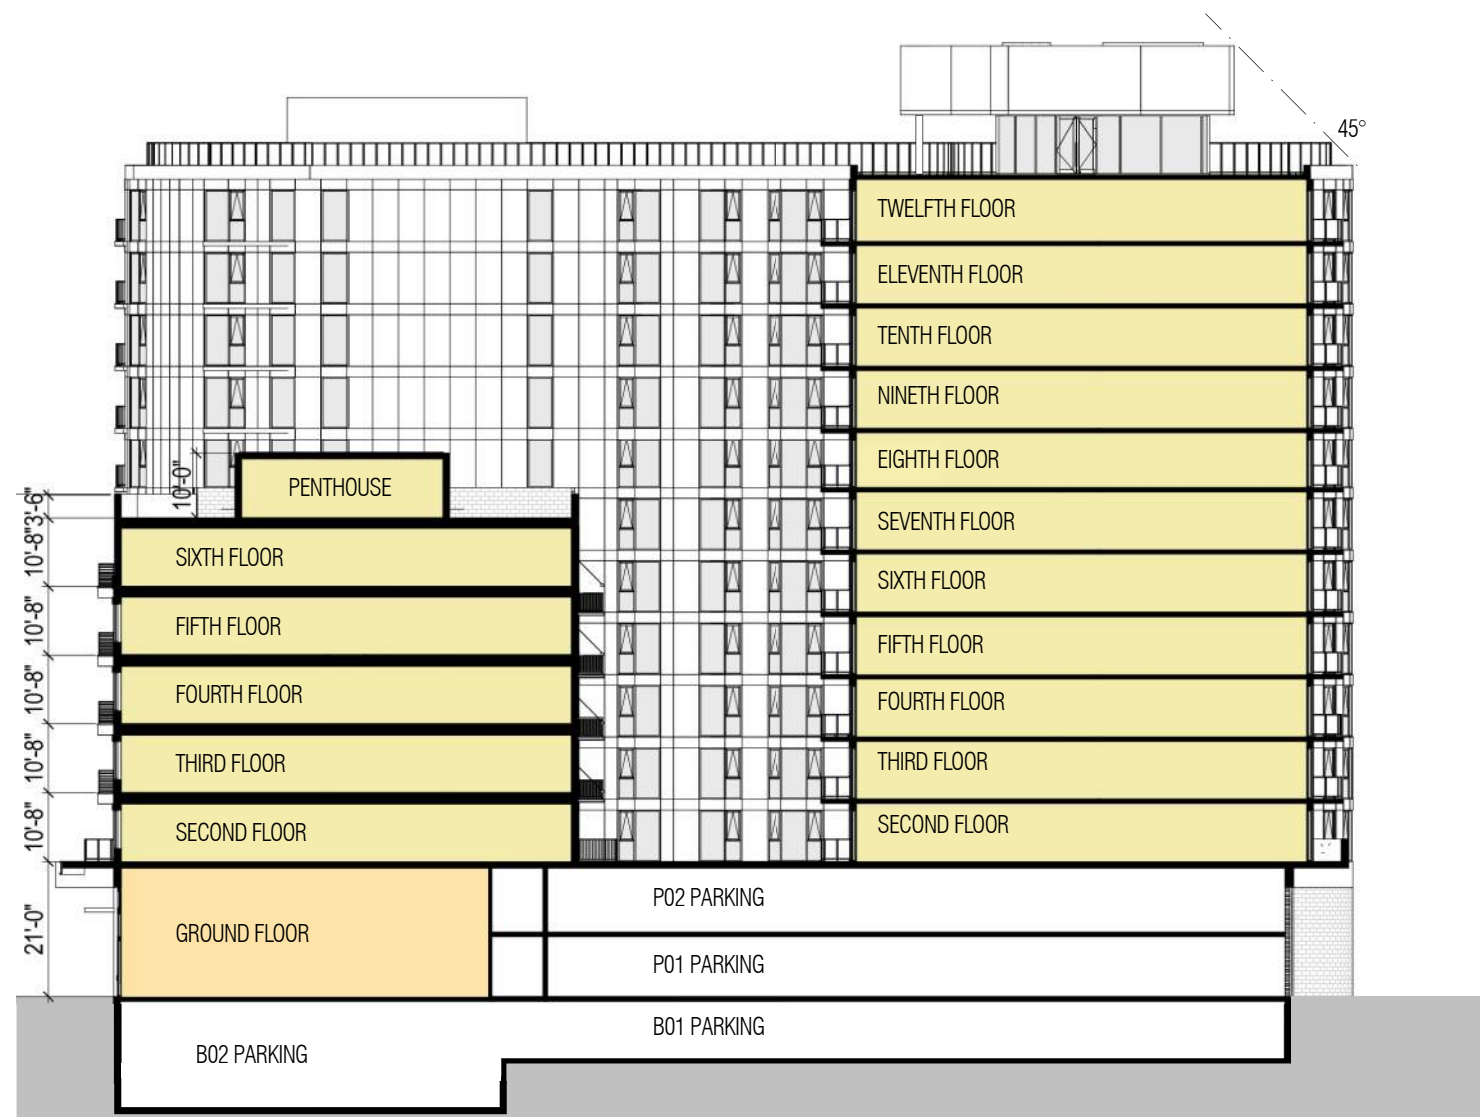 45°
TWELFTH FLOOR
ELEVENTH FLOOR
TENTH FLOOR
NINETH FLOOR
EIGHTH FLOOR
SEVENTH FLOOR
SIXTH FLOOR
FIFTH FLOOR
FOURTH FLOOR
THIRD FLOOR
SECOND FLOOR
10'-0"
PENTHOUSE
3'-6"
10'-8"
SIXTH FLOOR
10'-8"
FIFTH FLOOR
10'-8"
FOURTH FLOOR
10'-8"
THIRD FLOOR
10'-8"
SECOND FLOOR
21'-0"
GROUND FLOOR
P02 PARKING
P01 PARKING
B01 PARKING
B02 PARKING